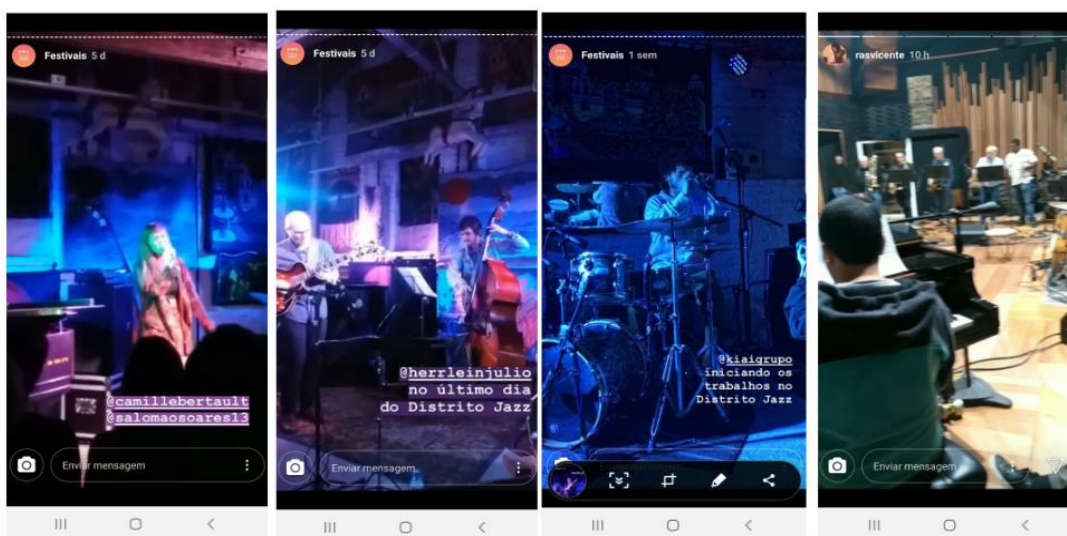 Festivais 5 d
@camillebertault
@salomaosoares13
Enviar mensagem
Festivais 5 d
@herrleinjulio
no último dia
do Distrito Jazz
Enviar mensagem
Festivais 1 sem
@kiaigrupo
iniciando os
trabalhos no
Distrito Jazz
rasvicente 10 h
Enviar mensagem